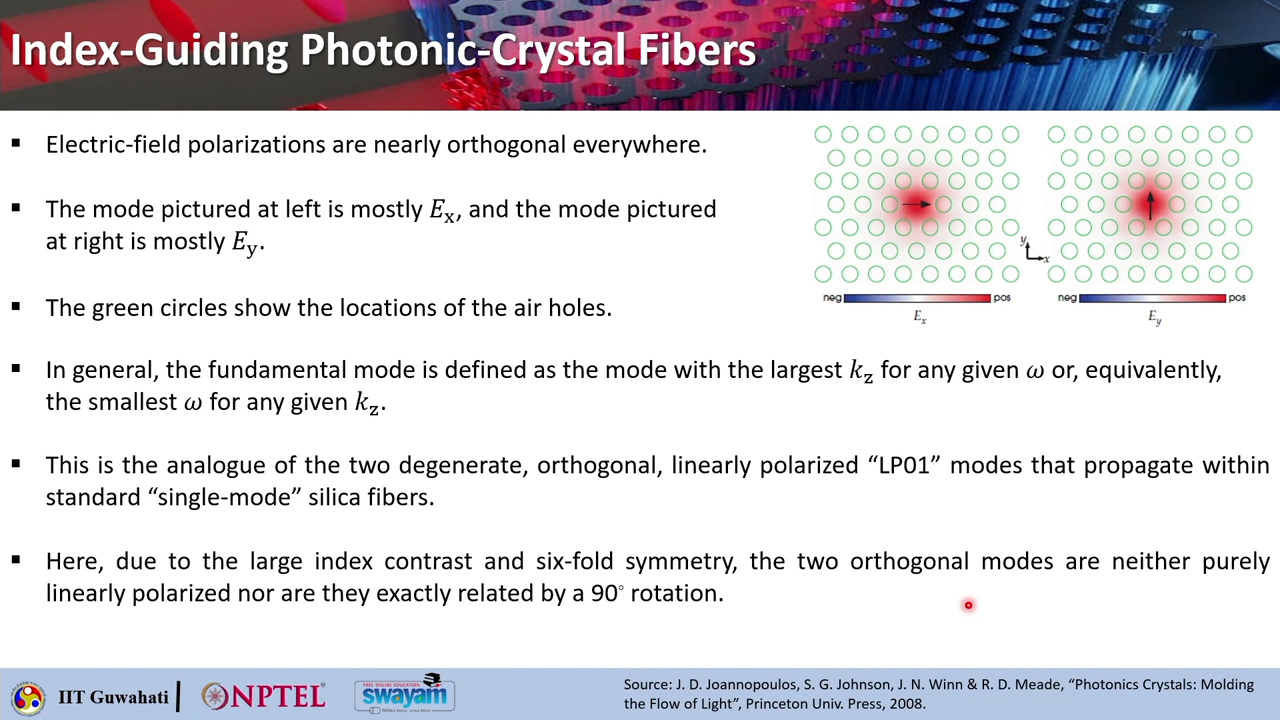 Index-Guiding Photonic-Crystal Fibers
▪ Electric-field polarizations are nearly orthogonal everywhere.
▪ The mode pictured at left is mostly Eₓ, and the mode pictured
at right is mostly E_y.
▪ The green circles show the locations of the air holes.
y
x
neg pos
Eₓ
neg pos
E_y
▪ In general, the fundamental mode is defined as the mode with the largest k_z for any given ω or, equivalently,
the smallest ω for any given k_z.
▪ This is the analogue of the two degenerate, orthogonal, linearly polarized “LP01” modes that propagate within
standard “single-mode” silica fibers.
▪ Here, due to the large index contrast and six-fold symmetry, the two orthogonal modes are neither purely
linearly polarized nor are they exactly related by a 90° rotation.
IIT Guwahati
NPTEL
FREE ONLINE EDUCATION
swayam
Source: J. D. Joannopoulos, S. G. Johnson, J. N. Winn & R. D. Meade, “Photonics Crystals: Molding
the Flow of Light”, Princeton Univ. Press, 2008.